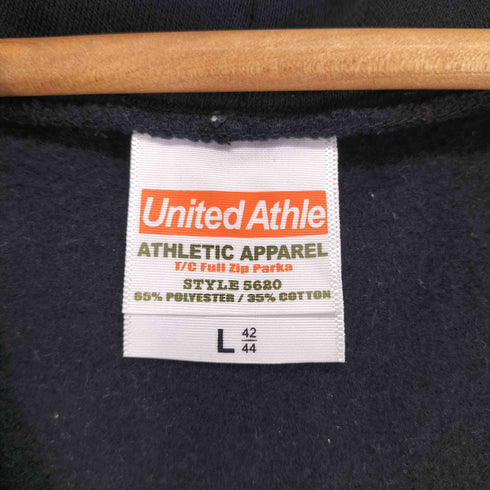 United Athle
ATHLETIC APPAREL
T/C Full Zip Parka
STYLE 5620
65% POLYESTER / 35% COTTON
L 42
44